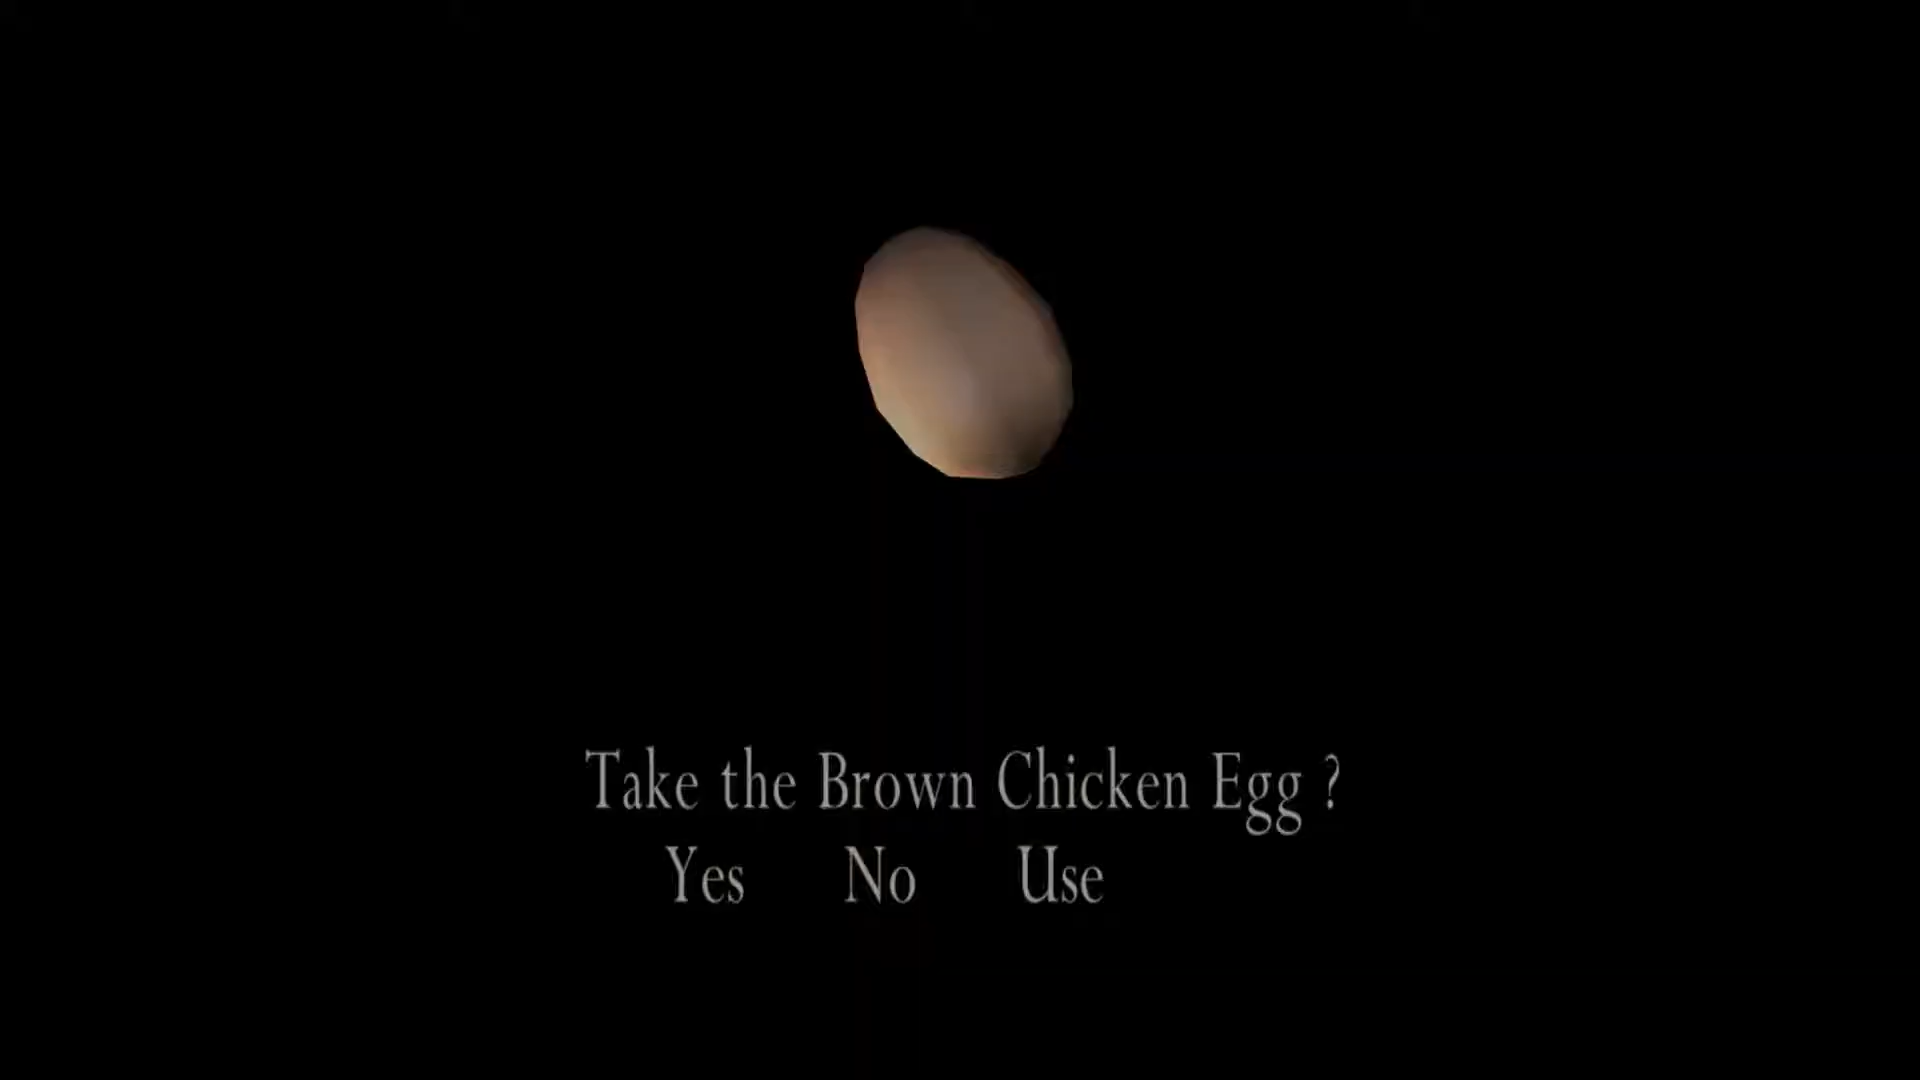 Take the Brown Chicken Egg ?
Yes No Use